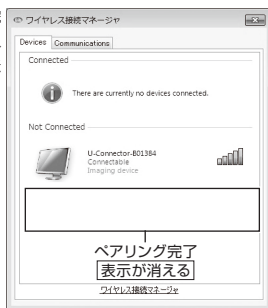 ワイヤレス接続マネージャ
Devices Communications
Connected
There are currently no devices connected.
Not Connected
U-Connector-B01384
Connectable
Imaging device
ペアリング完了
表示が消える
ワイヤレス接続マネージャ